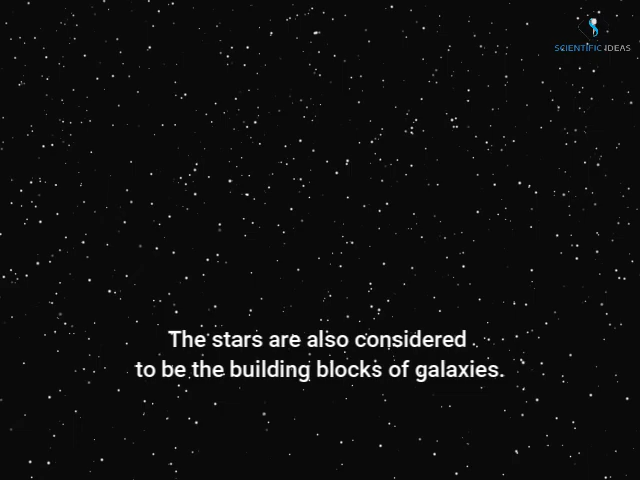 SCIENTIFIC IDEAS
The stars are also considered
to be the building blocks of galaxies.